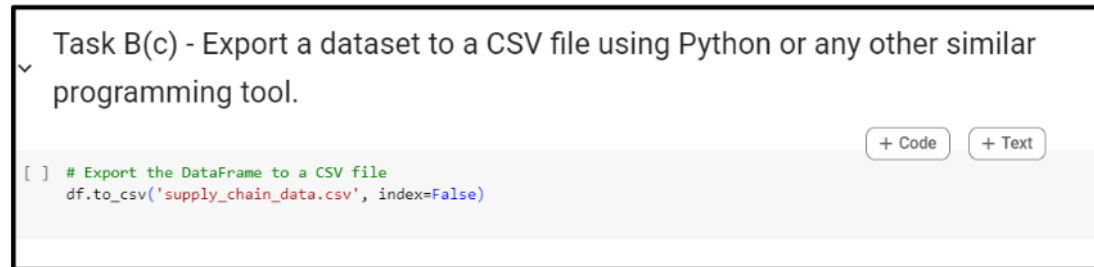 Task B(c) - Export a dataset to a CSV file using Python or any other similar
programming tool.
+ Code + Text
[ ] # Export the DataFrame to a CSV file
df.to_csv('supply_chain_data.csv', index=False)